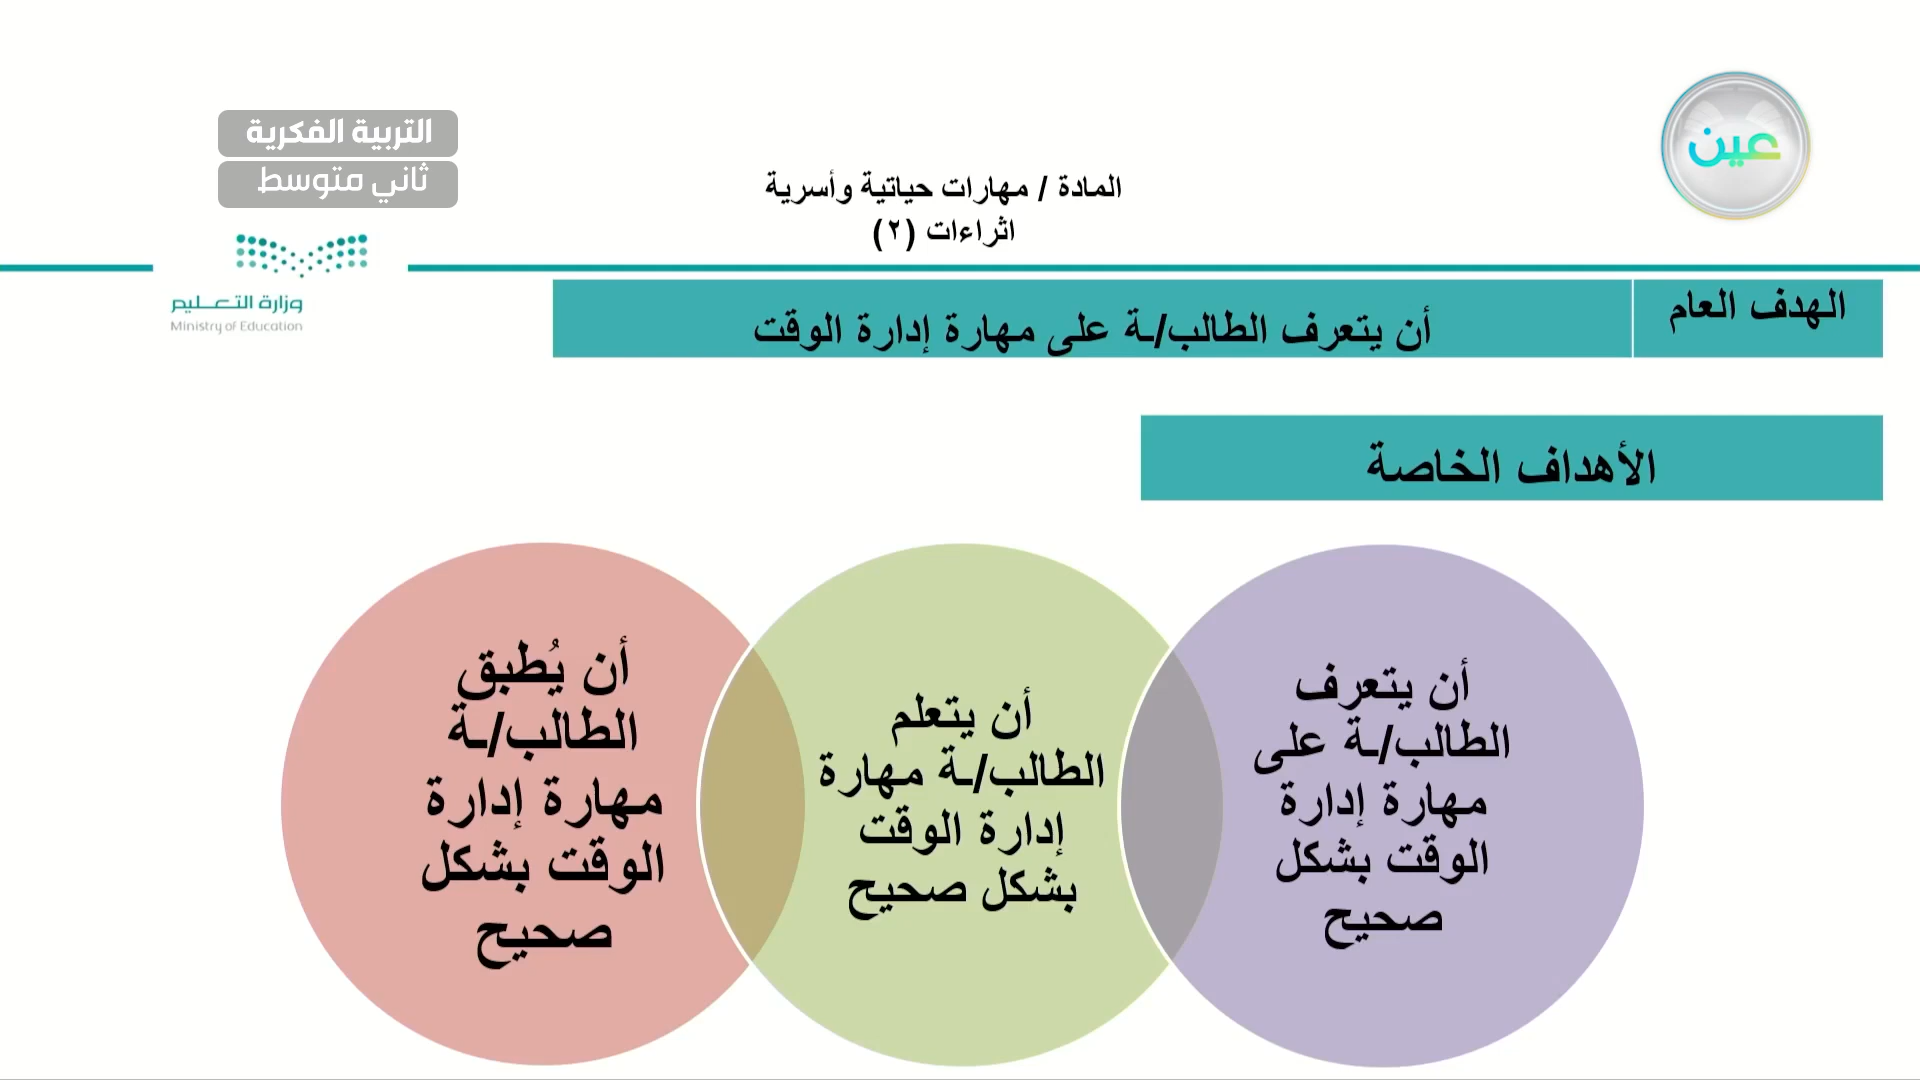 التربية الفكرية
ثاني متوسط
عين
المادة / مهارات حياتية وأسرية
اثراءات (٢)
وزارة التعليم
Ministry of Education
الهدف العام
أن يتعرف الطالب/ـة على مهارة إدارة الوقت
الأهداف الخاصة
أن يتعرف
الطالب/ـة على
مهارة إدارة
الوقت بشكل
صحيح
أن يتعلم
الطالب/ـة مهارة
إدارة الوقت
بشكل صحيح
أن يُطبق
الطالب/ـة
مهارة إدارة
الوقت بشكل
صحيح